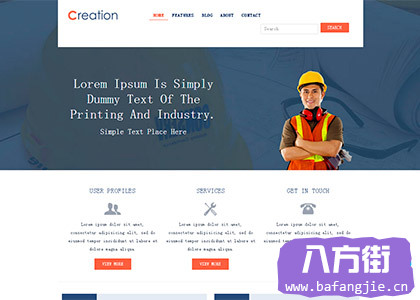 Creation
HOME FEATURES BLOG ABOUT CONTACT
Search SEARCH
Lorem Ipsum Is Simply
Dummy Text Of The
Printing And Industry.
Simple Text Place Here
USER PROFILES SERVICES GET IN TOUCH
Lorem ipsum dolor sit amet, Lorem ipsum dolor sit amet, Lorem ipsum dolor sit amet,
consectetur adipisicing elit, sed do consectetur adipisicing elit, sed do consectetur adipisicing elit, sed do
eiusmod tempor incididunt ut labore et eiusmod tempor incididunt ut labore et eiusmod tempor incididunt ut labore et
dolore magna aliqua. dolore magna aliqua. dolore magna aliqua.
VIEW MORE VIEW MORE VIEW
八方街
www.bafangjie.cn